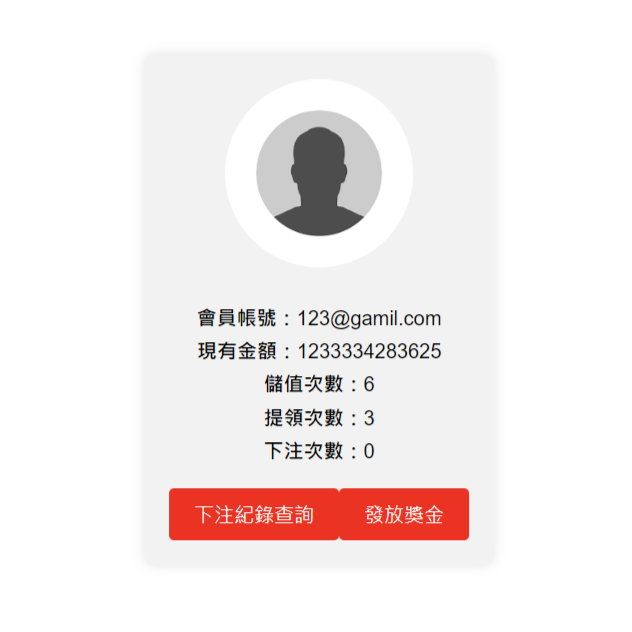 會員帳號：123@gamil.com
現有金額：1233334283625
儲值次數：6
提領次數：3
下注次數：0
下注紀錄查詢 發放獎金